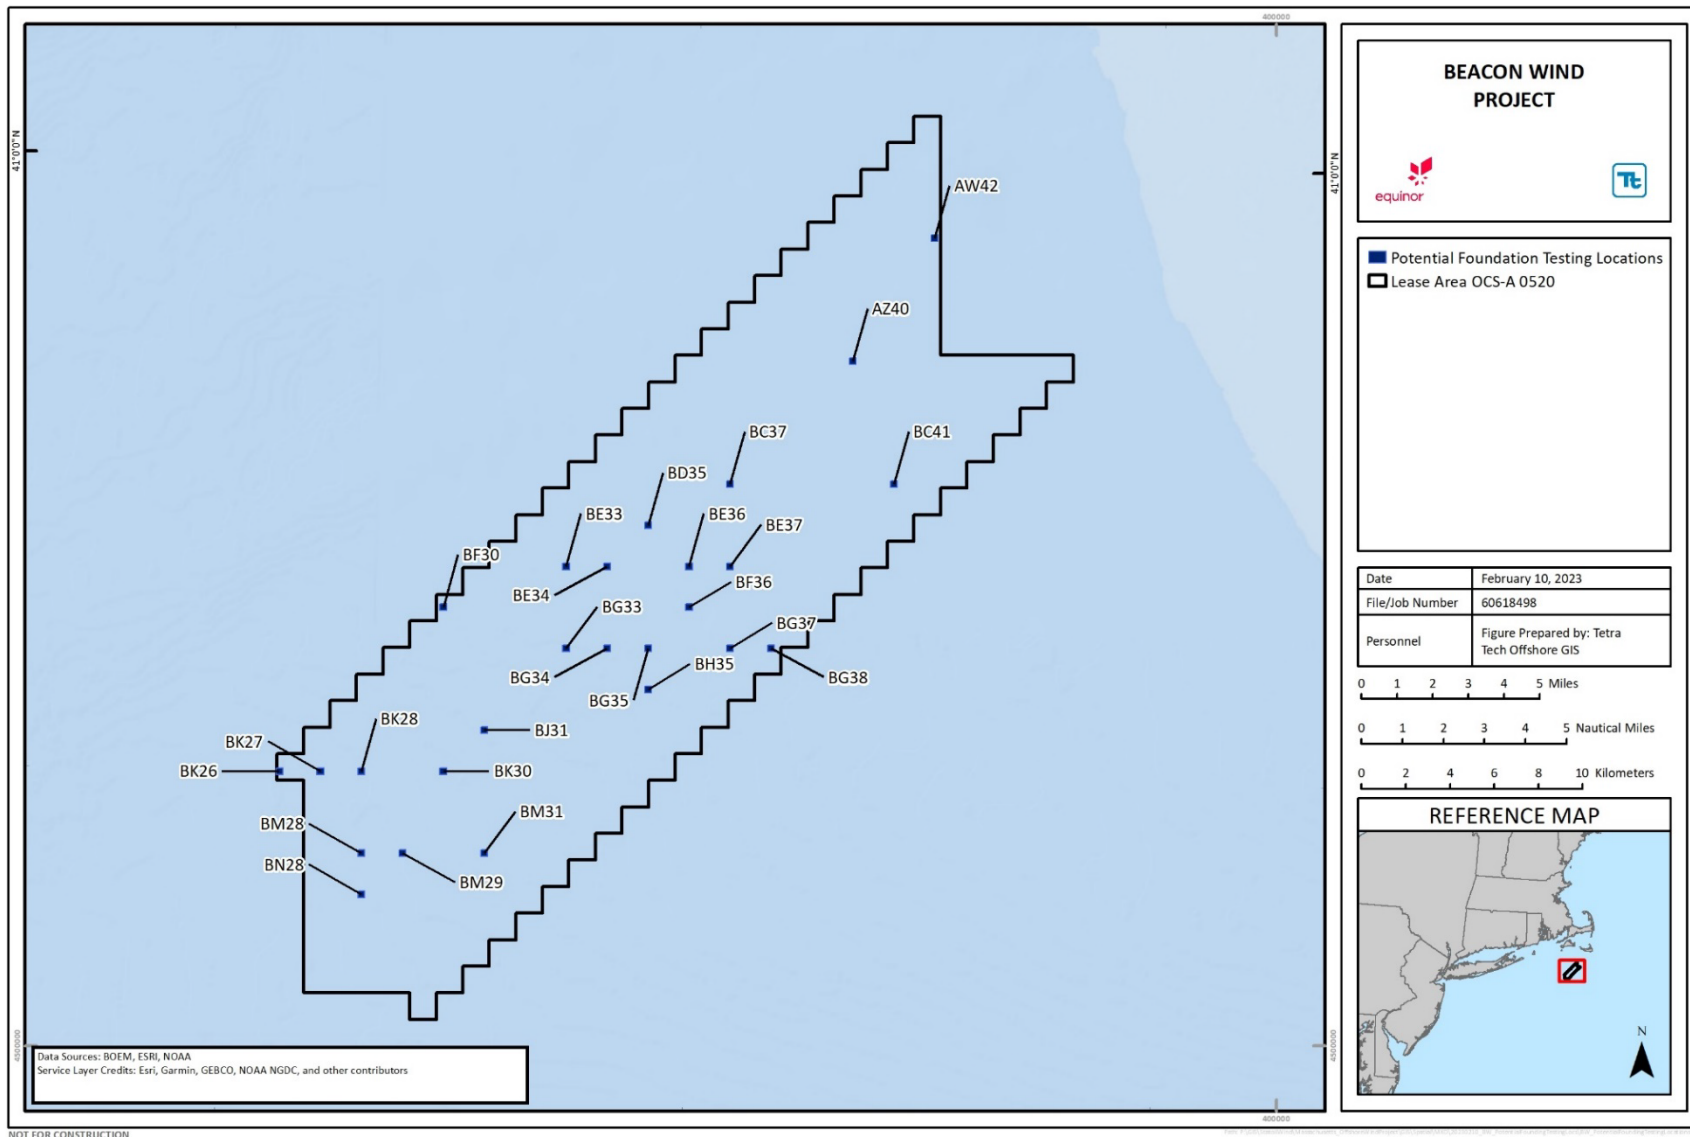 400000
41°0'0"N
41°0'0"N
AW42
AZ40
BC37
BC41
BD35
BE33
BE36
BE37
BF30
BE34
BF36
BG33
BG37
BG34
BH35
BG38
BG35
BK28
BJ31
BK27
BK26
BK30
BM31
BM28
BN28
BM29
4500000
4500000
Data Sources: BOEM, ESRI, NOAA
Service Layer Credits: Esri, Garmin, GEBCO, NOAA NGDC, and other contributors
400000
NOT FOR CONSTRUCTION
BEACON WIND
PROJECT
equinor
Tt
Potential Foundation Testing Locations
Lease Area OCS-A 0520
Date February 10, 2023
File/Job Number 60618498
Personnel Figure Prepared by: Tetra
Tech Offshore GIS
0 1 2 3 4 5 Miles
0 1 2 3 4 5 Nautical Miles
0 2 4 6 8 10 Kilometers
REFERENCE MAP
N